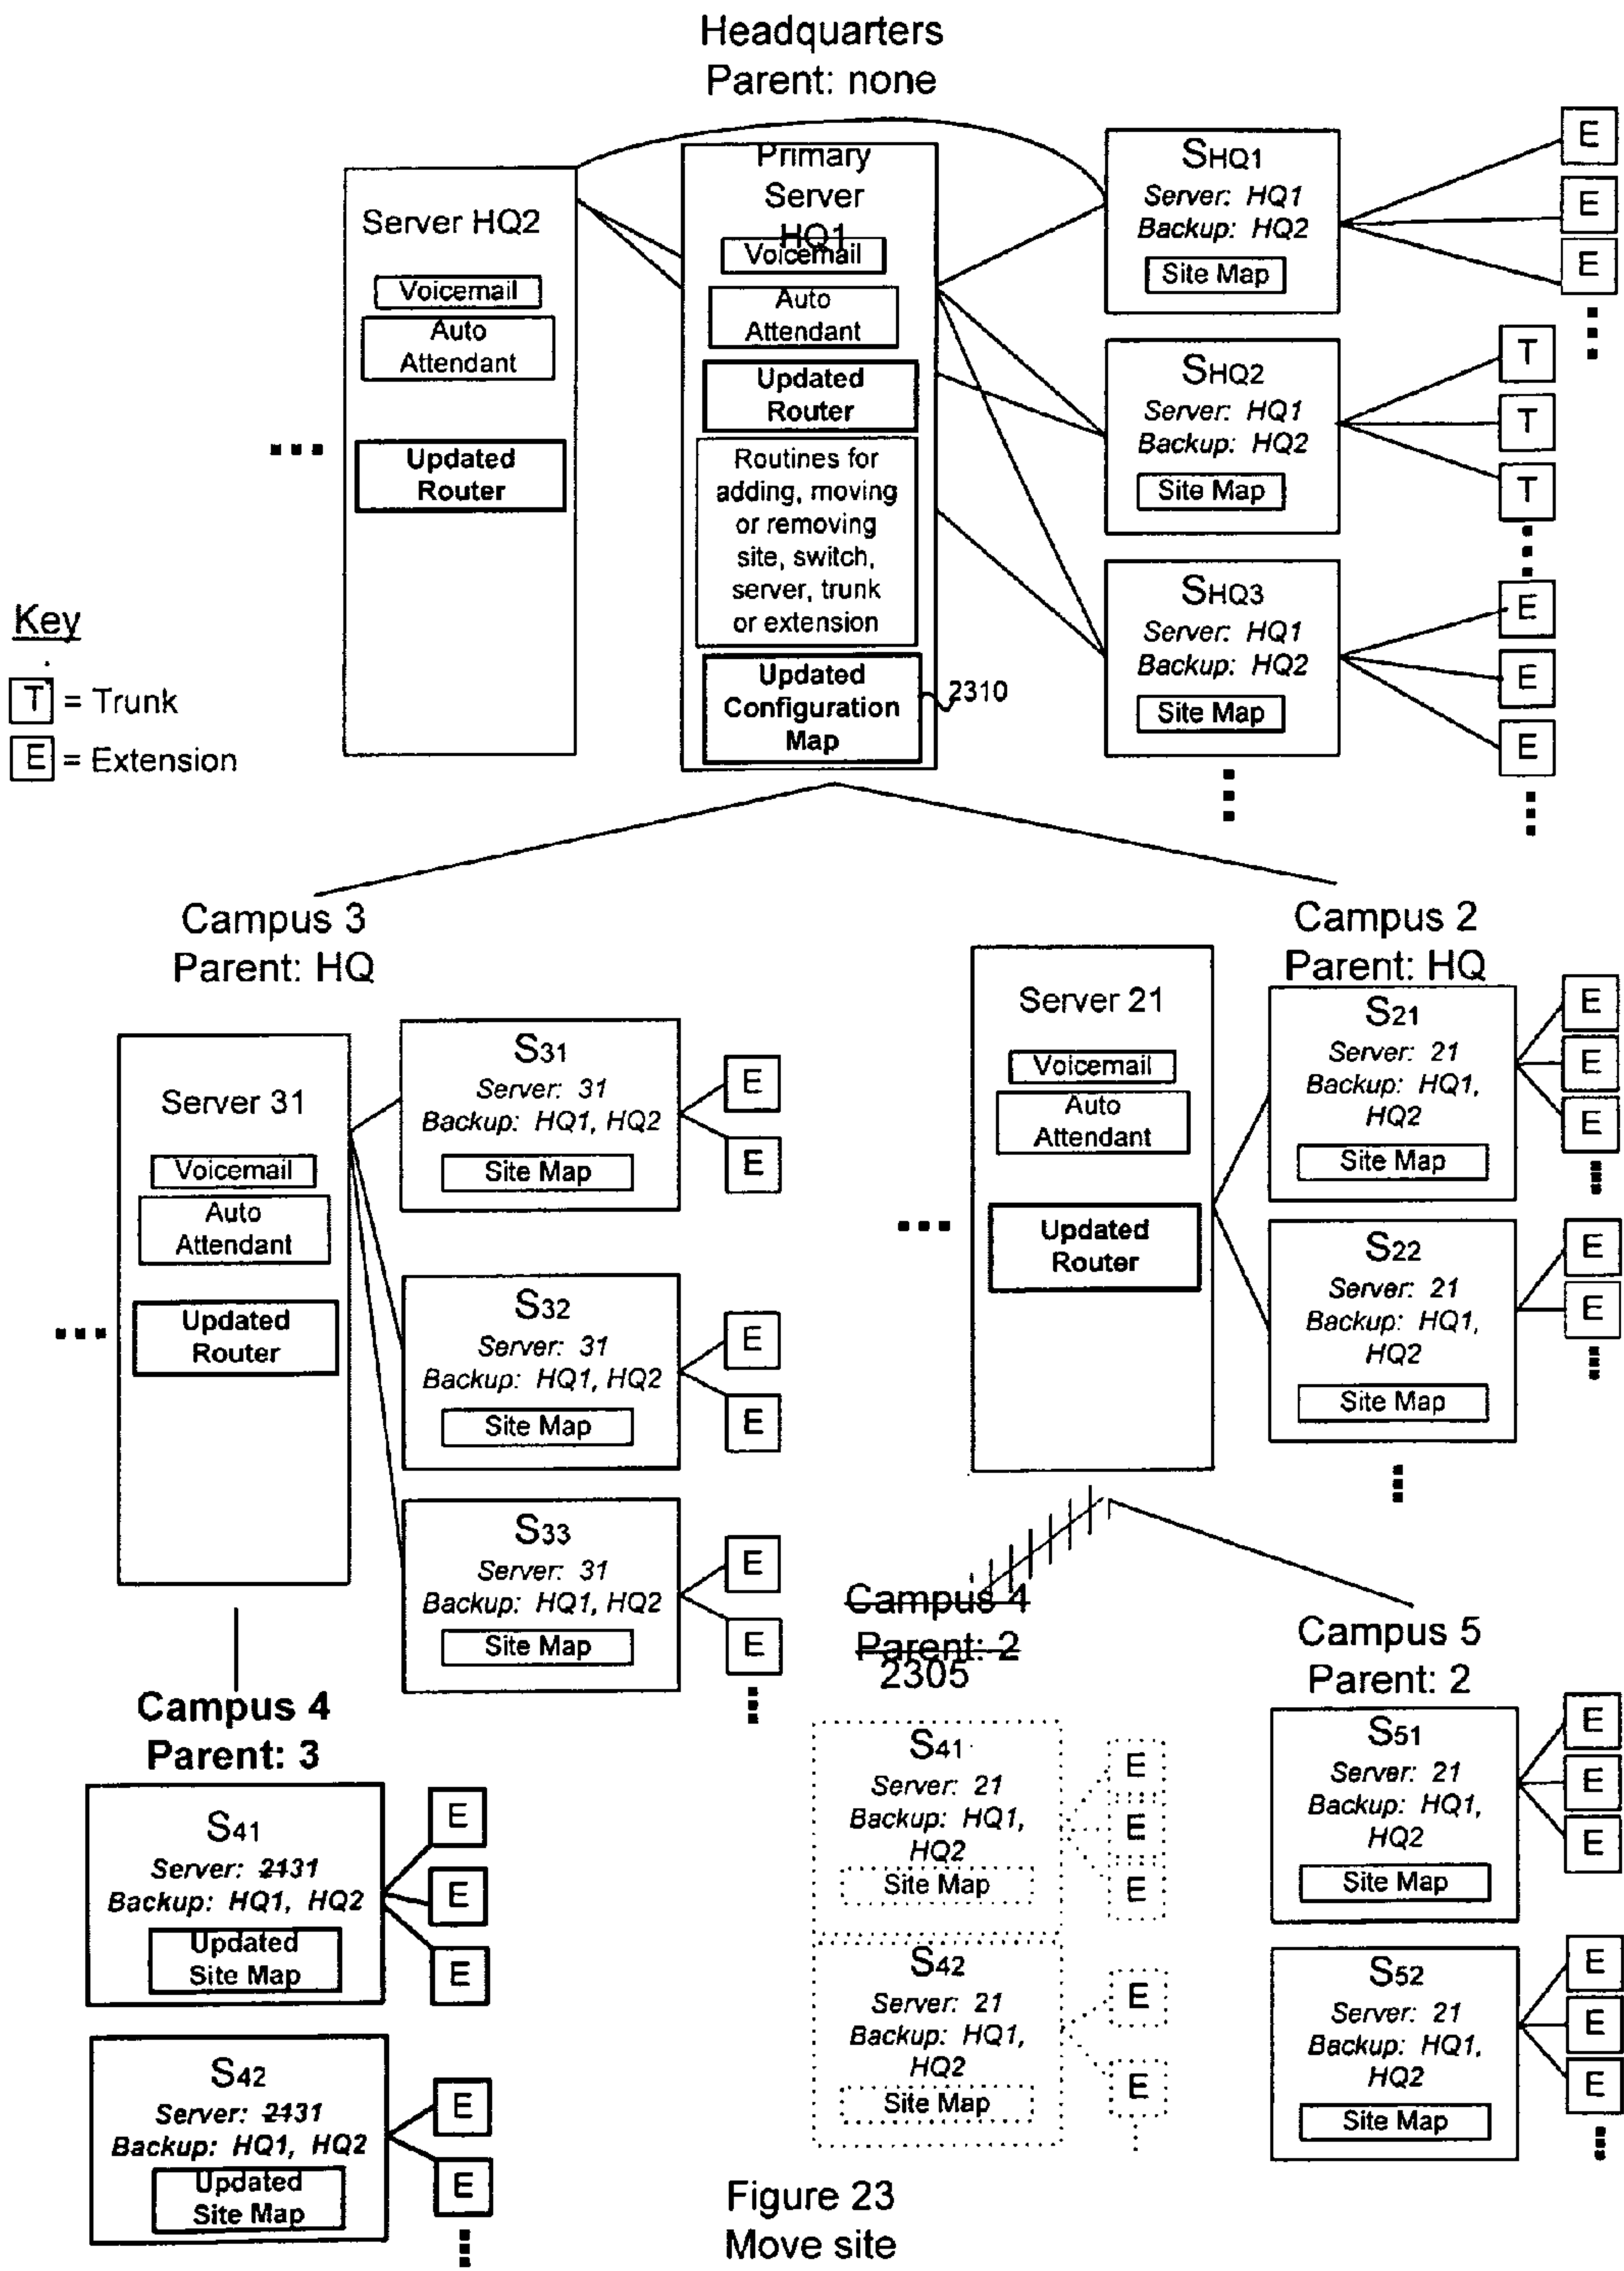 Headquarters
Parent: none
Server HQ2
Voicemail
Auto
Attendant
Updated
Router
Primary
Server
HQ1
Voicemail
Auto
Attendant
Updated
Router
Routines for
adding, moving
or removing
site, switch,
server, trunk
or extension
Updated
Configuration
Map
2310
SHQ1
Server: HQ1
Backup: HQ2
Site Map
E
E
E
SHQ2
Server: HQ1
Backup: HQ2
Site Map
T
T
T
SHQ3
Server: HQ1
Backup: HQ2
Site Map
E
E
E
Key
T = Trunk
E = Extension
Campus 3
Parent: HQ
Server 31
Voicemail
Auto
Attendant
Updated
Router
S31
Server: 31
Backup: HQ1, HQ2
Site Map
E
E
S32
Server: 31
Backup: HQ1, HQ2
Site Map
E
E
S33
Server: 31
Backup: HQ1, HQ2
Site Map
E
E
Campus 2
Parent: HQ
Server 21
Voicemail
Auto
Attendant
Updated
Router
S21
Server: 21
Backup: HQ1,
HQ2
Site Map
E
E
E
S22
Server: 21
Backup: HQ1,
HQ2
Site Map
E
E
Campus 4
Parent: 3
S41
Server: 2131
Backup: HQ1, HQ2
Updated
Site Map
E
E
E
S42
Server: 2131
Backup: HQ1, HQ2
Updated
Site Map
E
E
Campus 4
Parent: 2
2305
S41
Server: 21
Backup: HQ1,
HQ2
Site Map
E
E
E
S42
Server: 21
Backup: HQ1,
HQ2
Site Map
E
E
Campus 5
Parent: 2
S51
Server: 21
Backup: HQ1,
HQ2
Site Map
E
E
E
S52
Server: 21
Backup: HQ1,
HQ2
Site Map
E
E
E
Figure 23
Move site